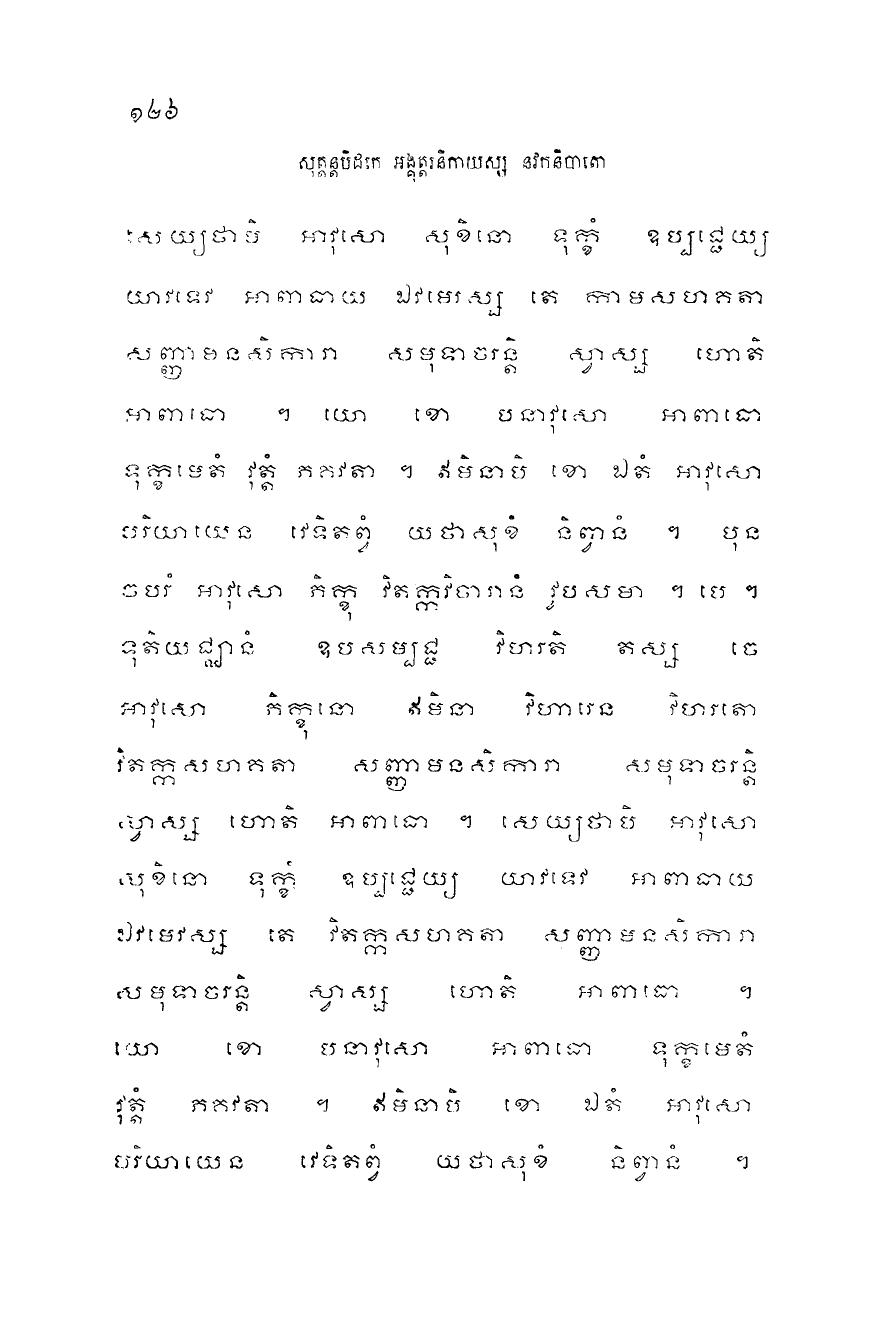 ១២៦
សុត្តន្តបិដកេ អង្គុត្តរនិកាយស្ស នវកនិបាតោ
សេយ្យថាបិ អាវុសោ សុខិនោ ទុក្ខំ ឧប្បជ្ជេយ្យ
យាវទេវ អាពាធាយ ឯវមេវស្ស តេ កាមសហគតា
សញ្ញាមនសិការា សមុទាចរន្តិ ស្វាស្ស ហោតិ
អាពាធោ ។ យោ ខោ បនាវុសោ អាពាធោ
ទុក្ខមេតំ វុត្តំ ភគវតា ។ ឥមិនាបិ ខោ ឯតំ អាវុសោ
បរិយាយេន វេទិតព្វំ យថាសុខំ និព្វានំ ។ បុន
ចបរំ អាវុសោ ភិក្ខុ វិតក្កវិចារានំ វូបសមា ។ បេ ។
ទុតិយជ្ឈានំ ឧបសម្បជ្ជ វិហរតិ តស្ស ចេ
អាវុសោ ភិក្ខុនោ ឥមិនា វិហារេន វិហរតោ
វិតក្កសហគតា សញ្ញាមនសិការា សមុទាចរន្តិ
ស្វាស្ស ហោតិ អាពាធោ ។ សេយ្យថាបិ អាវុសោ
សុខិនោ ទុក្ខំ ឧប្បជ្ជេយ្យ យាវទេវ អាពាធាយ
ឯវមេវស្ស តេ វិតក្កសហគតា សញ្ញាមនសិការា
សមុទាចរន្តិ ស្វាស្ស ហោតិ អាពាធោ ។
យោ ខោ បនាវុសោ អាពាធោ ទុក្ខមេតំ
វុត្តំ ភគវតា ។ ឥមិនាបិ ខោ ឯតំ អាវុសោ
បរិយាយេន វេទិតព្វំ យថាសុខំ និព្វានំ ។